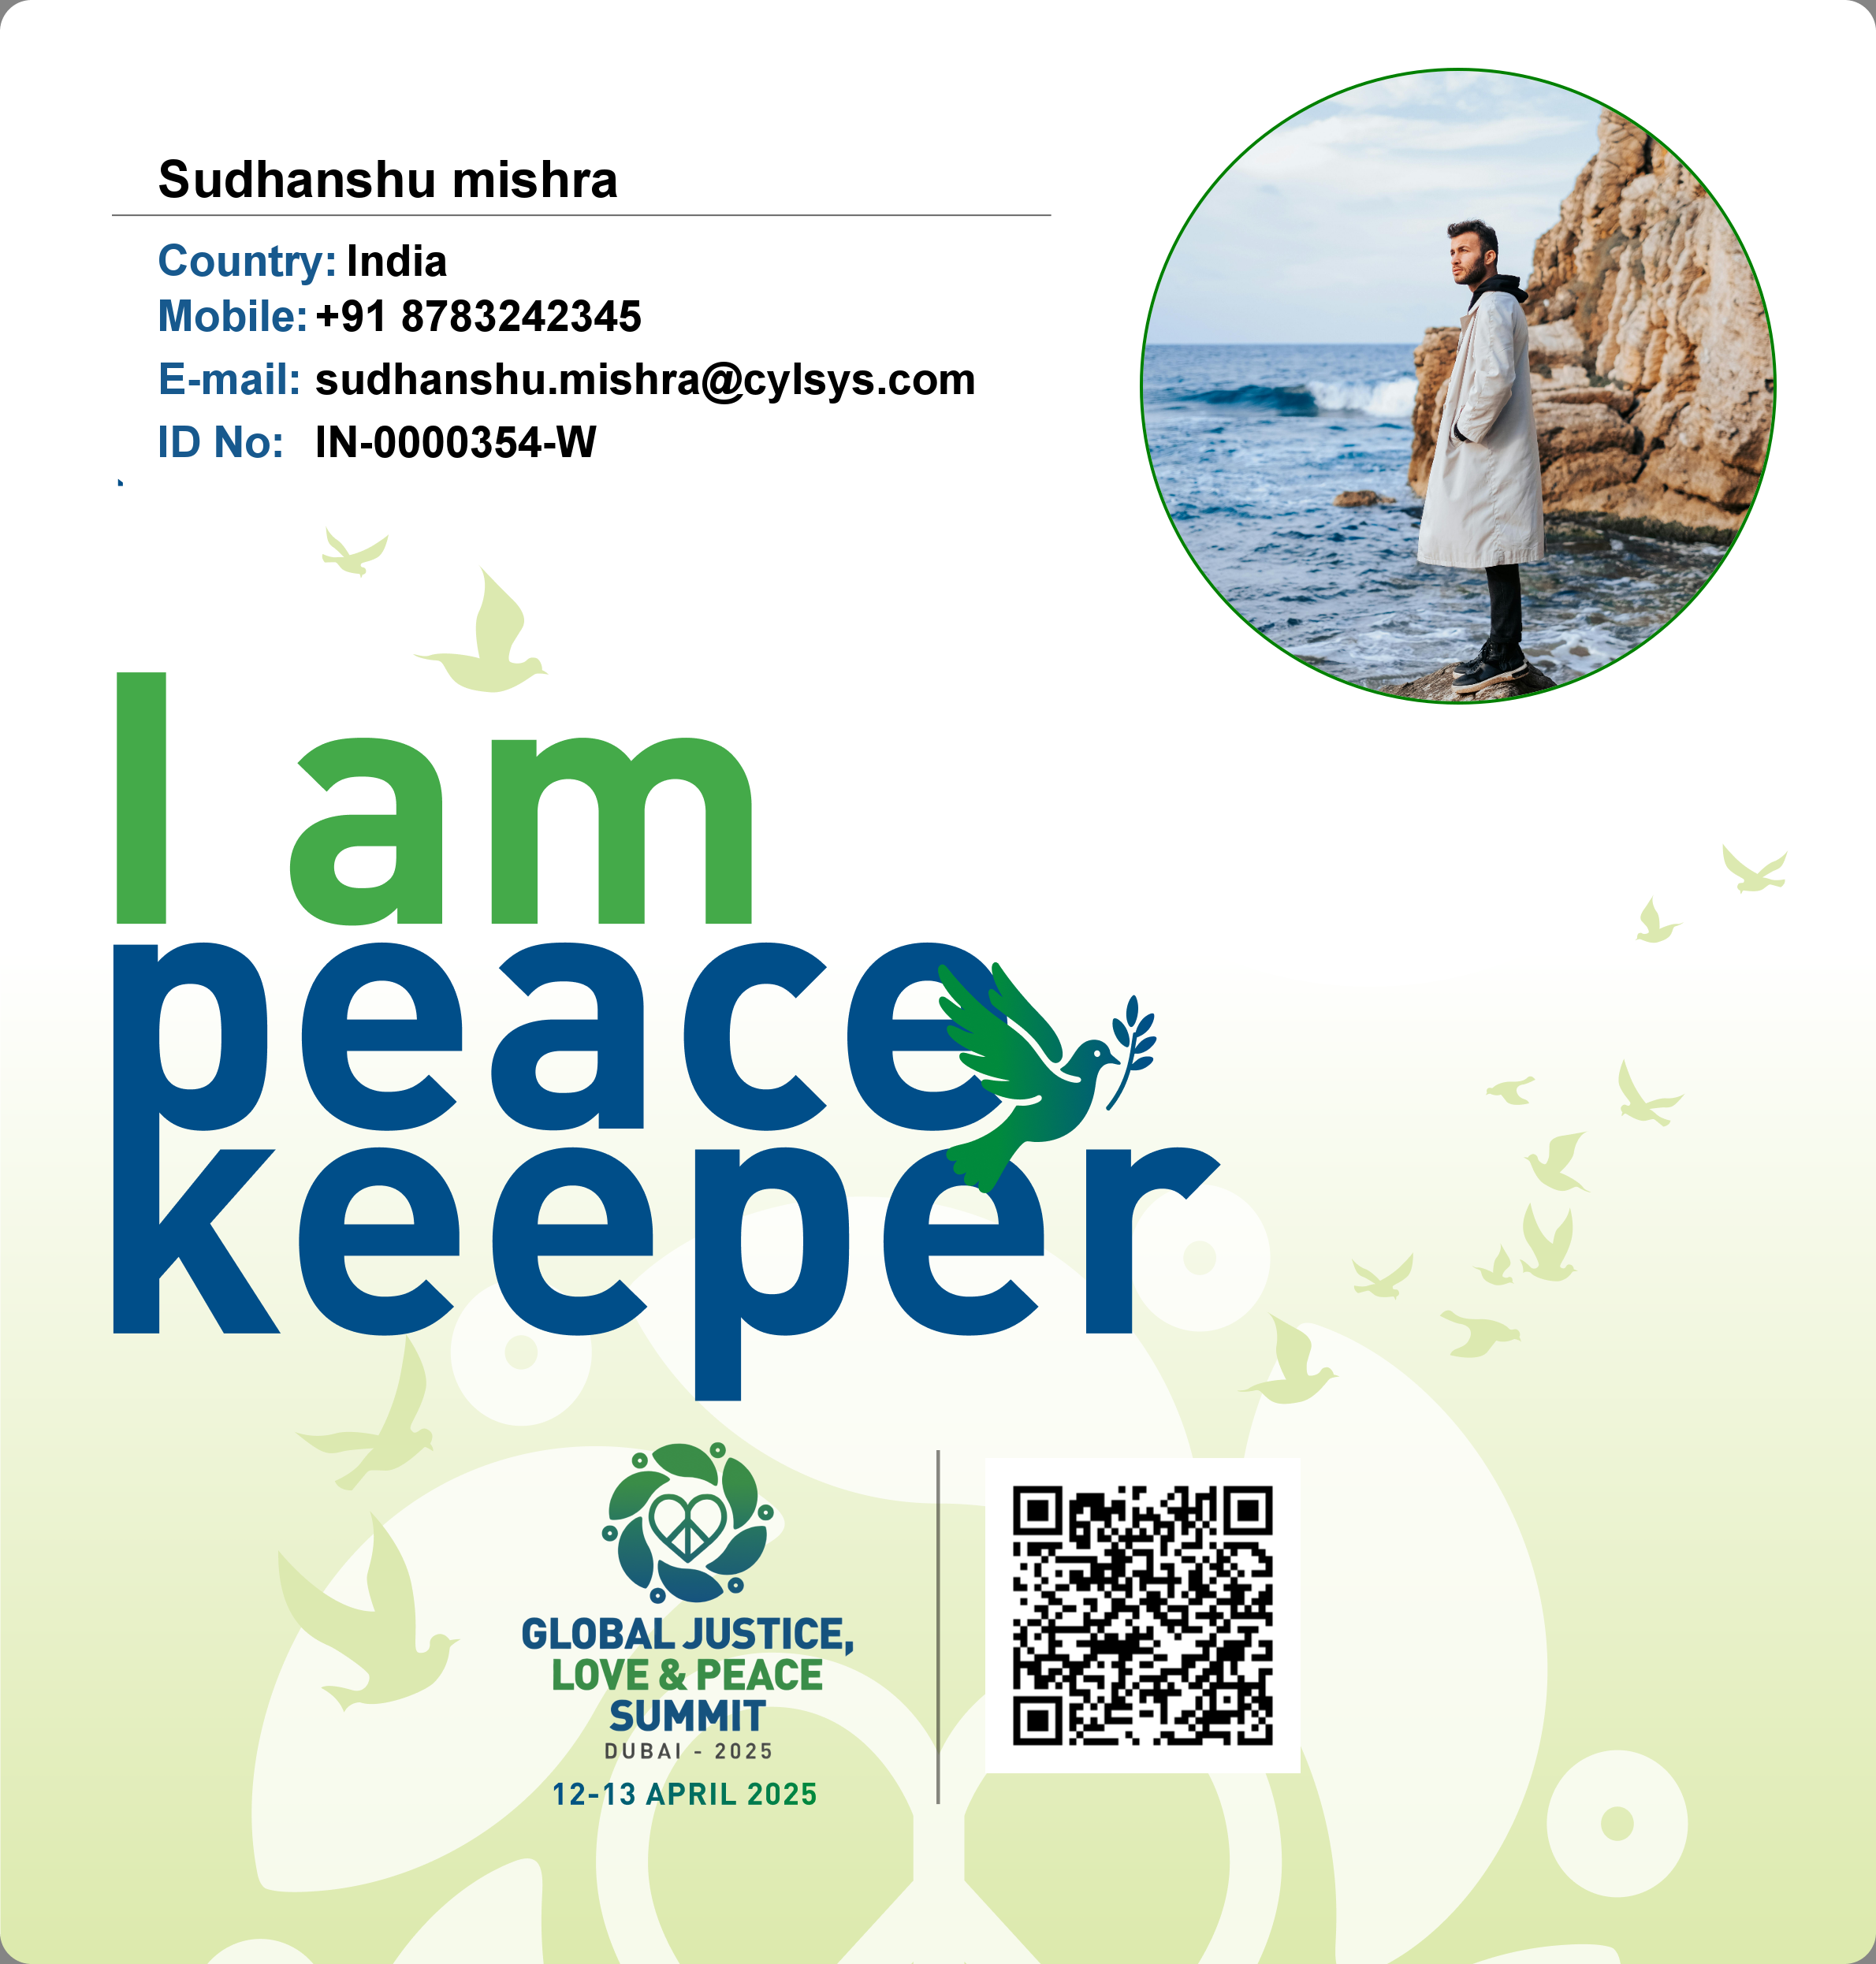 Sudhanshu mishra
Country: India
Mobile: +91 8783242345
E-mail: sudhanshu.mishra@cylsys.com
ID No: IN-0000354-W
I am
peace
keeper
GLOBAL JUSTICE,
LOVE & PEACE
SUMMIT
DUBAI - 2025
12-13 APRIL 2025